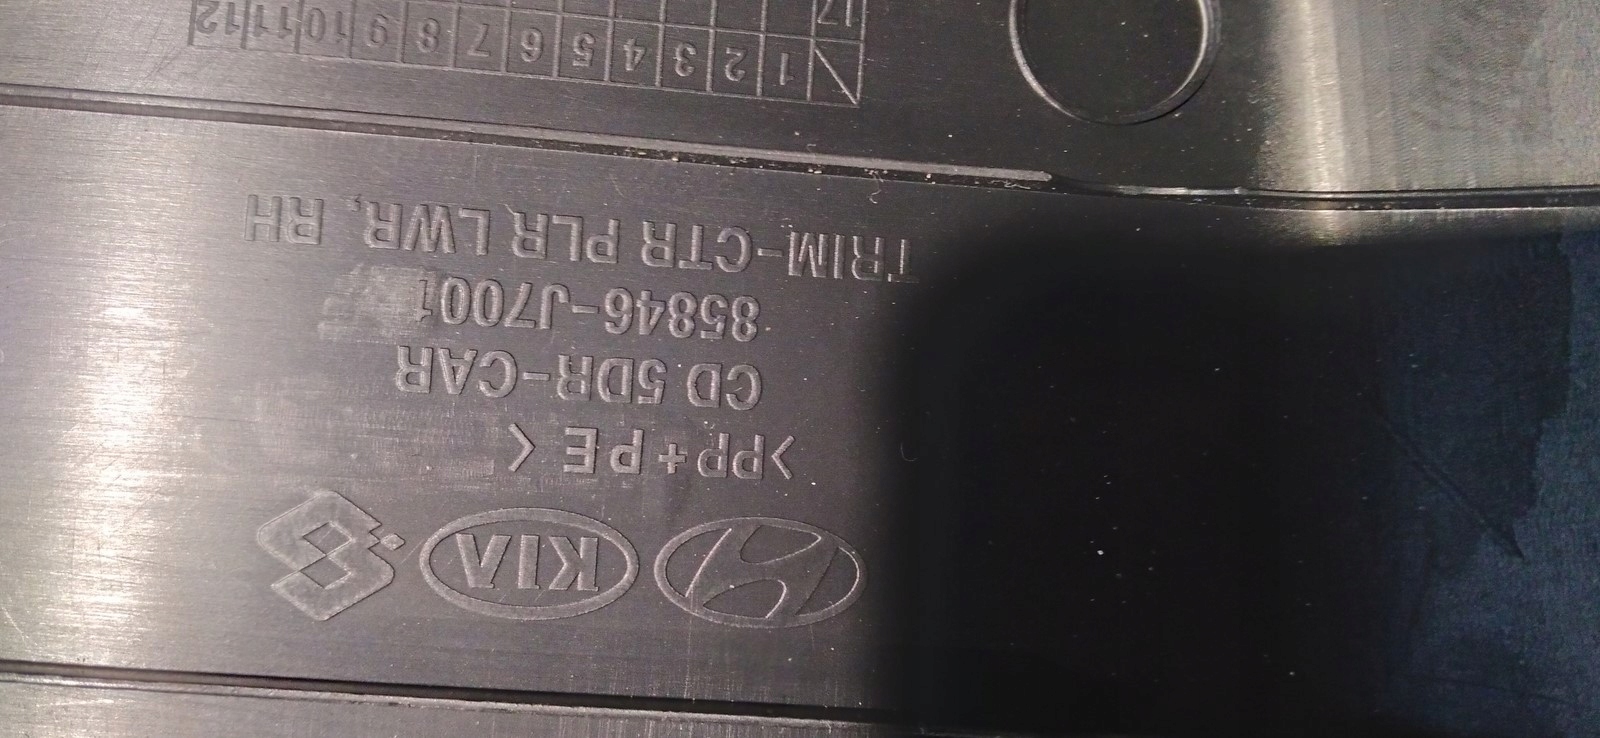 KIA
>PP+PE<
CD 5DR-CAR
85846-J7001
TRIM-CTR PLR LWR, RH
1 2 3 4 5 6 7 8 9 10 11 12
17